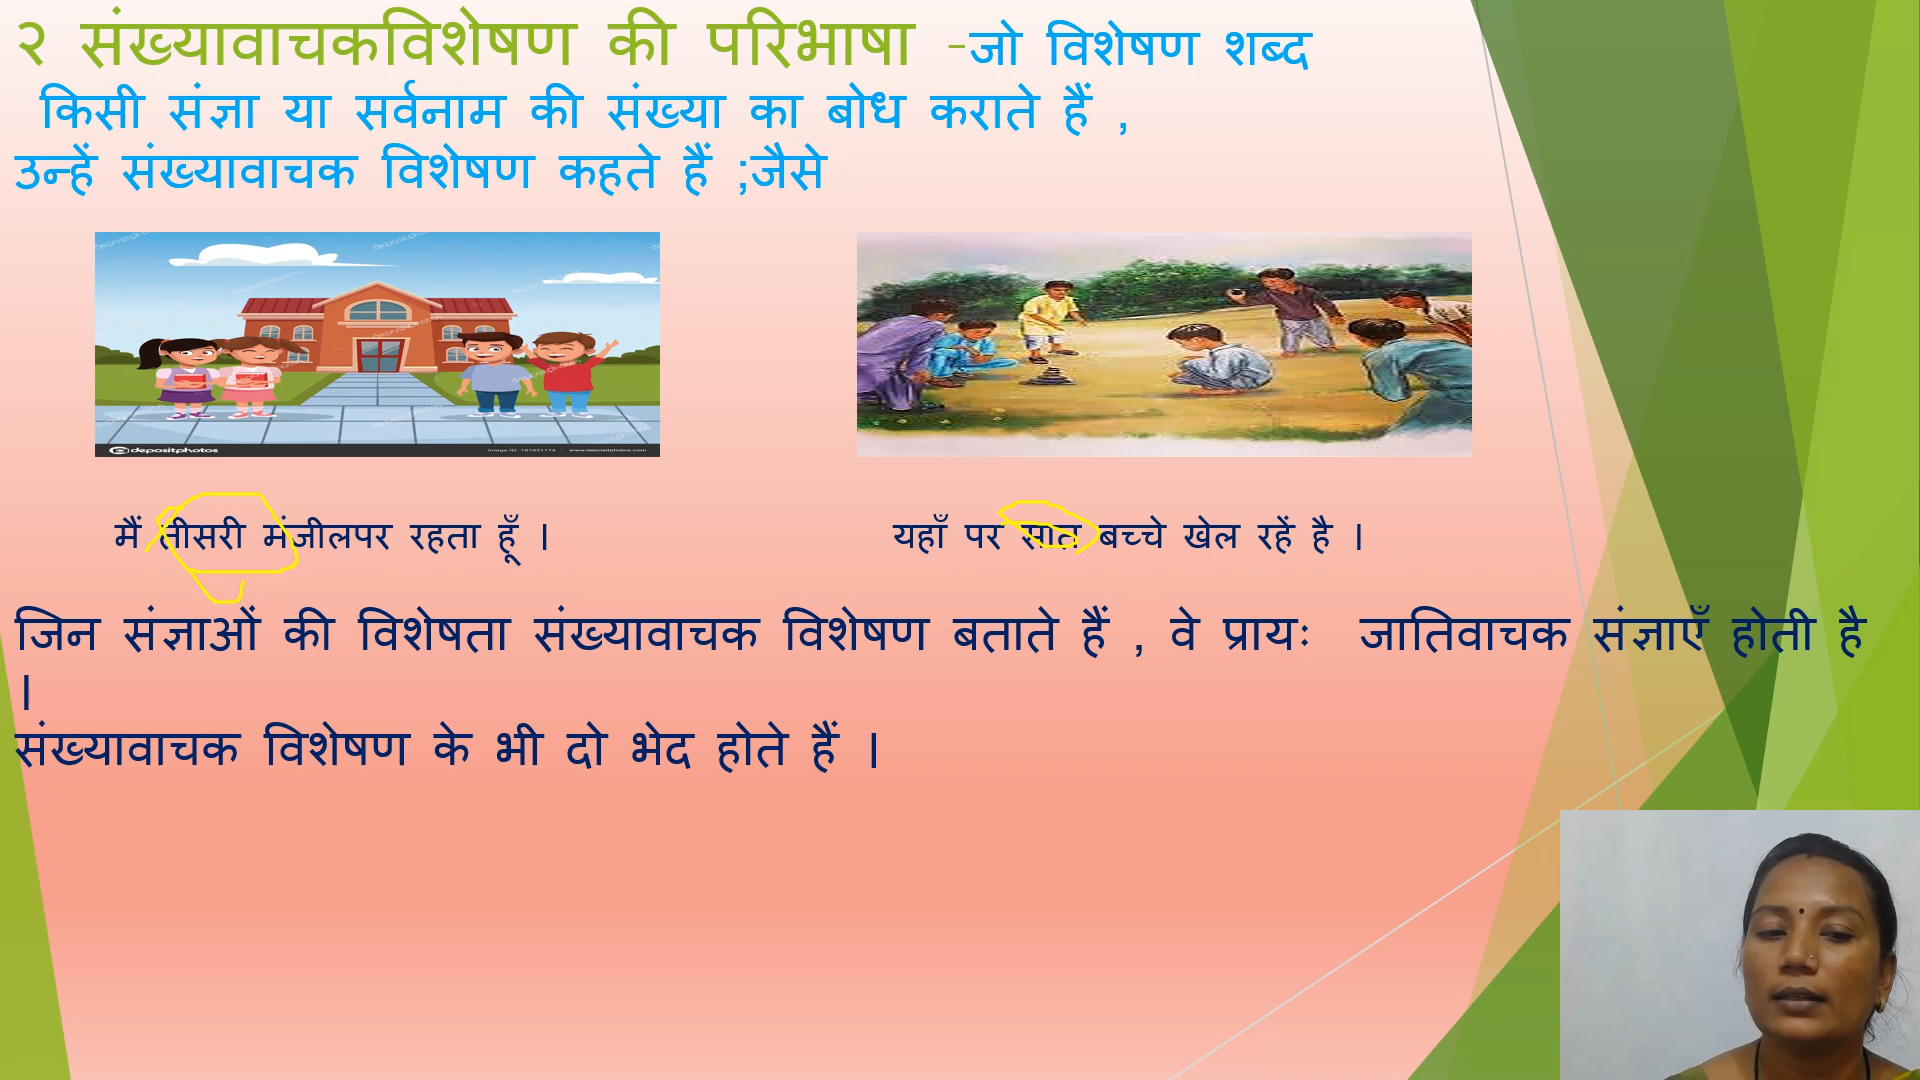 २ संख्यावाचकविशेषण की परिभाषा -जो विशेषण शब्द
किसी संज्ञा या सर्वनाम की संख्या का बोध कराते हैं ,
उन्हें संख्यावाचक विशेषण कहते हैं ;जैसे
depositphotos
मैं तीसरी मंजीलपर रहता हूँ ।
यहाँ पर सात बच्चे खेल रहें है ।
जिन संज्ञाओं की विशेषता संख्यावाचक विशेषण बताते हैं , वे प्रायः जातिवाचक संज्ञाएँ होती है
।
संख्यावाचक विशेषण के भी दो भेद होते हैं ।